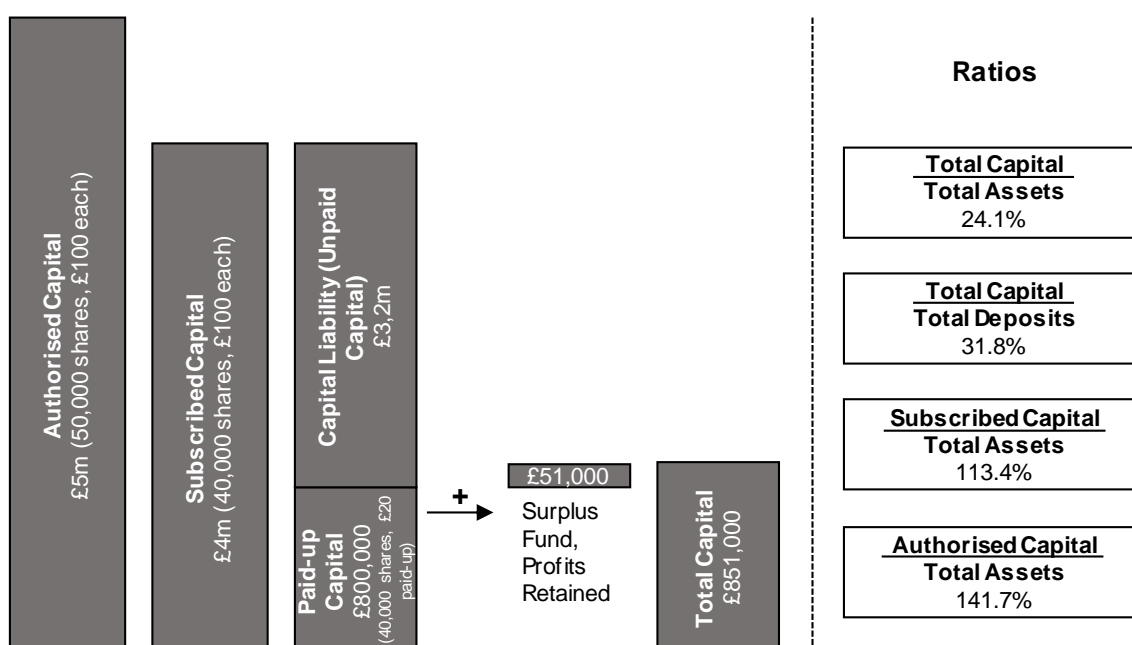 Authorised Capital
£5m (50,000 shares, £100 each)
Subscribed Capital
£4m (40,000 shares, £100 each)
Capital Liability (Unpaid
Capital)
£3,2m
Paid-up
Capital
£800,000
(40,000 shares, £20
paid-up)
+
£51,000
Surplus
Fund,
Profits
Retained
Total Capital
£851,000
Ratios
Total Capital
Total Assets
24.1%
Total Capital
Total Deposits
31.8%
Subscribed Capital
Total Assets
113.4%
Authorised Capital
Total Assets
141.7%